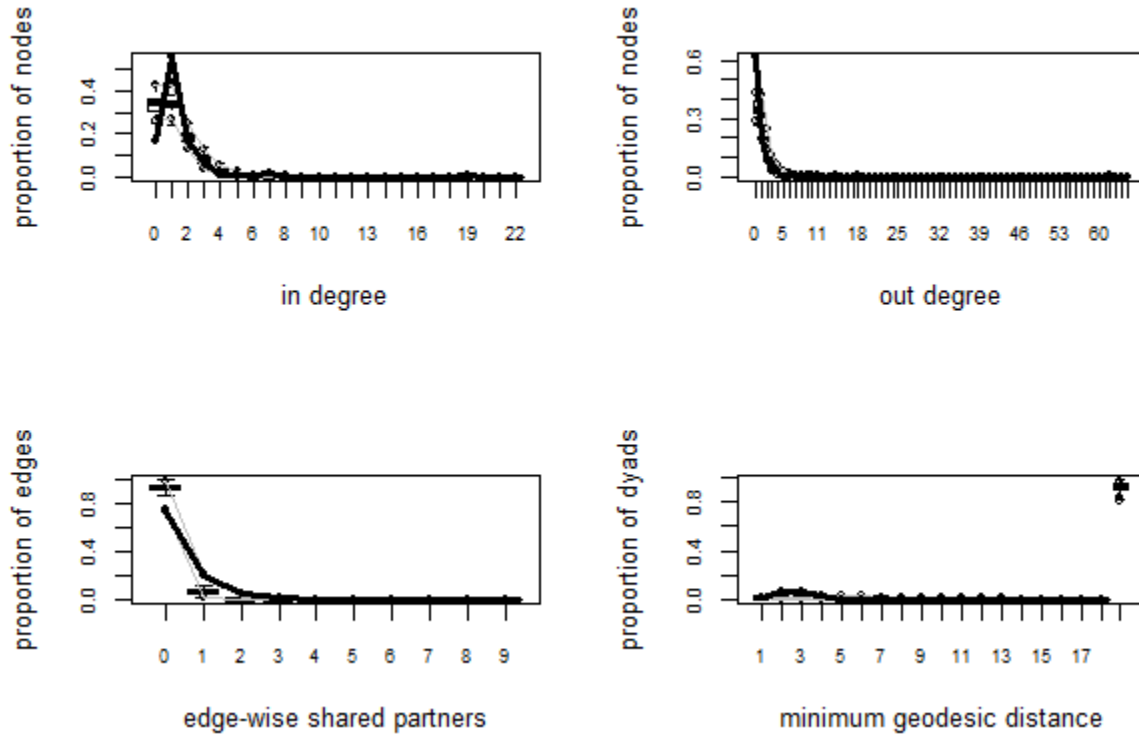 proportion of nodes
0.0 0.2 0.4
0 2 4 6 8 10 13 16 19 22
in degree
proportion of nodes
0.0 0.3 0.6
0 5 11 18 25 32 39 46 53 60
out degree
proportion of edges
0.0 0.4 0.8
0 1 2 3 4 5 6 7 8 9
edge-wise shared partners
proportion of dyads
0.0 0.4 0.8
1 3 5 7 9 11 13 15 17
minimum geodesic distance